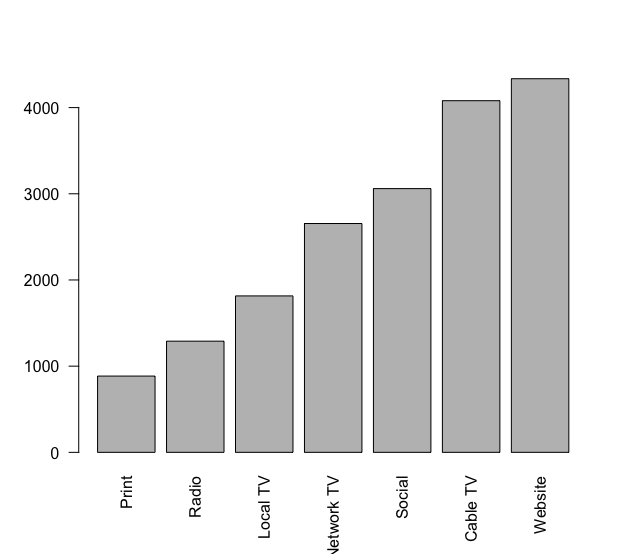 4000
3000
2000
1000
0
Print
Radio
Local TV
Network TV
Social
Cable TV
Website